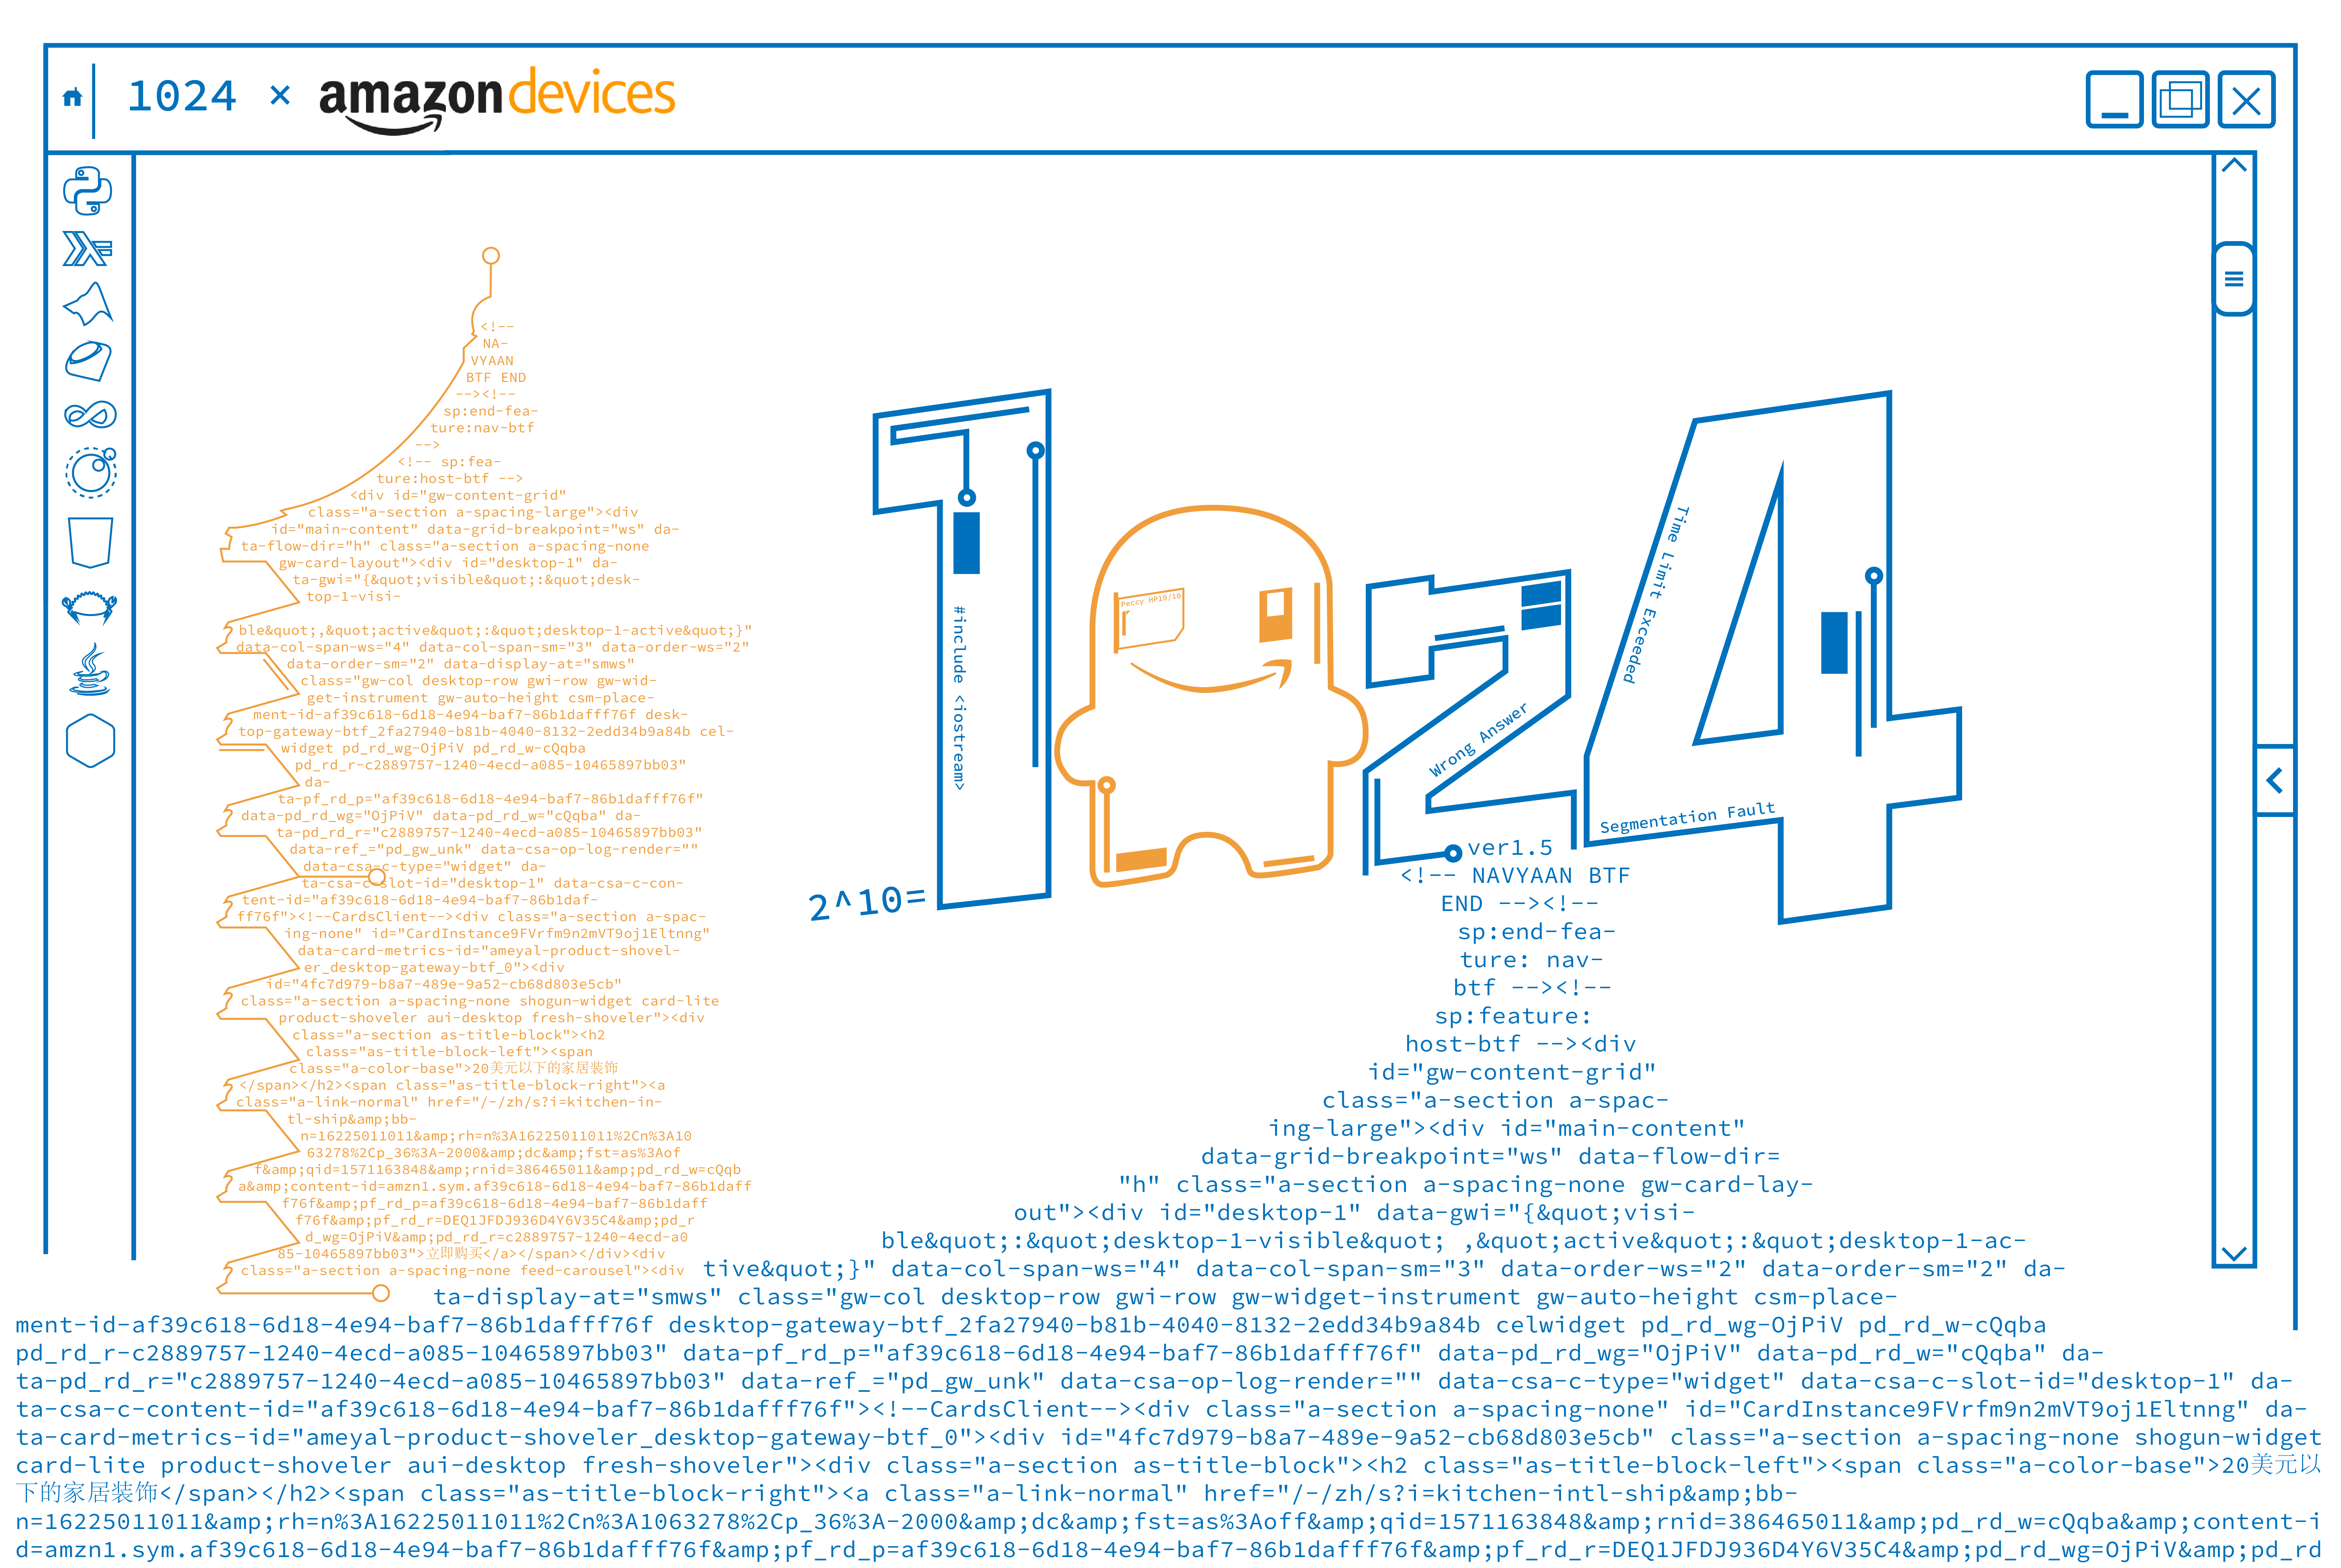 1024 × amazon devices
<!--
NA-
VYAAN
BTF END
--><!--
sp:end-fea-
ture:nav-btf
-->
<!-- sp:fea-
ture:host-btf -->
<div id="gw-content-grid"
class="a-section a-spacing-large"><div
id="main-content" data-grid-breakpoint="ws" da-
ta-flow-dir="h" class="a-section a-spacing-none
gw-card-layout"><div id="desktop-1" da-
ta-gwi="{&quot;visible&quot;:&quot;desk-
top-1-visi-
ble&quot;,&quot;active&quot;:&quot;desktop-1-active&quot;}"
data-col-span-ws="4" data-col-span-sm="3" data-order-ws="2"
data-order-sm="2" data-display-at="smws"
class="gw-col desktop-row gwi-row gw-wid-
get-instrument gw-auto-height csm-place-
ment-id-af39c618-6d18-4e94-baf7-86b1dafff76f desk-
top-gateway-btf_2fa27940-b81b-4040-8132-2edd34b9a84b cel-
widget pd_rd_wg-OjPiV pd_rd_w-cQqba
pd_rd_r-c2889757-1240-4ecd-a085-10465897bb03"
da-
ta-pf_rd_p="af39c618-6d18-4e94-baf7-86b1dafff76f"
data-pd_rd_wg="OjPiV" data-pd_rd_w="cQqba" da-
ta-pd_rd_r="c2889757-1240-4ecd-a085-10465897bb03"
data-ref_="pd_gw_unk" data-csa-op-log-render=""
data-csa-c-type="widget" da-
ta-csa-c-slot-id="desktop-1" data-csa-c-con-
tent-id="af39c618-6d18-4e94-baf7-86b1daf-
ff76f"><!--CardsClient--><div class="a-section a-spac-
ing-none" id="CardInstance9FVrfm9n2mVT9oj1Eltnng"
data-card-metrics-id="ameyal-product-shovel-
er_desktop-gateway-btf_0"><div
id="4fc7d979-b8a7-489e-9a52-cb68d803e5cb"
class="a-section a-spacing-none shogun-widget card-lite
product-shoveler aui-desktop fresh-shoveler"><div
class="a-section as-title-block"><h2
class="as-title-block-left"><span
class="a-color-base">20美元以下的家居装饰
</span></h2><span class="as-title-block-right"><a
class="a-link-normal" href="/-/zh/s?i=kitchen-in-
tl-ship&amp;bb-
n=16225011011&amp;rh=n%3A16225011011%2Cn%3A10
63278%2Cp_36%3A-2000&amp;dc&amp;fst=as%3Aof
f&amp;qid=1571163848&amp;rnid=386465011&amp;pd_rd_w=cQqb
a&amp;content-id=amzn1.sym.af39c618-6d18-4e94-baf7-86b1daff
f76f&amp;pf_rd_p=af39c618-6d18-4e94-baf7-86b1daff
f76f&amp;pf_rd_r=DEQ1JFDJ936D4Y6V35C4&amp;pd_r
d_wg=OjPiV&amp;pd_rd_r=c2889757-1240-4ecd-a0
85-10465897bb03">立即购买</a></span></div><div
class="a-section a-spacing-none feed-carousel"><div
2^10=
1 24
#include <iostream>
Peccy HP10/10
Wrong Answer
Time Limit Exceeded
Segmentation Fault
ver1.5
<!-- NAVYAAN BTF
END --><!--
sp:end-fea-
ture: nav-
btf --><!--
sp:feature:
host-btf --><div
id="gw-content-grid"
class="a-section a-spac-
ing-large"><div id="main-content"
data-grid-breakpoint="ws" data-flow-dir=
"h" class="a-section a-spacing-none gw-card-lay-
out"><div id="desktop-1" data-gwi="{&quot;visi-
ble&quot;:&quot;desktop-1-visible&quot; ,&quot;active&quot;:&quot;desktop-1-ac-
tive&quot;}" data-col-span-ws="4" data-col-span-sm="3" data-order-ws="2" data-order-sm="2" da-
ta-display-at="smws" class="gw-col desktop-row gwi-row gw-widget-instrument gw-auto-height csm-place-
ment-id-af39c618-6d18-4e94-baf7-86b1dafff76f desktop-gateway-btf_2fa27940-b81b-4040-8132-2edd34b9a84b celwidget pd_rd_wg-OjPiV pd_rd_w-cQqba
pd_rd_r-c2889757-1240-4ecd-a085-10465897bb03" data-pf_rd_p="af39c618-6d18-4e94-baf7-86b1dafff76f" data-pd_rd_wg="OjPiV" data-pd_rd_w="cQqba" da-
ta-pd_rd_r="c2889757-1240-4ecd-a085-10465897bb03" data-ref_="pd_gw_unk" data-csa-op-log-render="" data-csa-c-type="widget" data-csa-c-slot-id="desktop-1" da-
ta-csa-c-content-id="af39c618-6d18-4e94-baf7-86b1dafff76f"><!--CardsClient--><div class="a-section a-spacing-none" id="CardInstance9FVrfm9n2mVT9oj1Eltnng" da-
ta-card-metrics-id="ameyal-product-shoveler_desktop-gateway-btf_0"><div id="4fc7d979-b8a7-489e-9a52-cb68d803e5cb" class="a-section a-spacing-none shogun-widget
card-lite product-shoveler aui-desktop fresh-shoveler"><div class="a-section as-title-block"><h2 class="as-title-block-left"><span class="a-color-base">20美元以
下的家居装饰</span></h2><span class="as-title-block-right"><a class="a-link-normal" href="/-/zh/s?i=kitchen-intl-ship&amp;bb-
n=16225011011&amp;rh=n%3A16225011011%2Cn%3A1063278%2Cp_36%3A-2000&amp;dc&amp;fst=as%3Aoff&amp;qid=1571163848&amp;rnid=386465011&amp;pd_rd_w=cQqba&amp;content-i
d=amzn1.sym.af39c618-6d18-4e94-baf7-86b1dafff76f&amp;pf_rd_p=af39c618-6d18-4e94-baf7-86b1dafff76f&amp;pf_rd_r=DEQ1JFDJ936D4Y6V35C4&amp;pd_rd_wg=OjPiV&amp;pd_rd